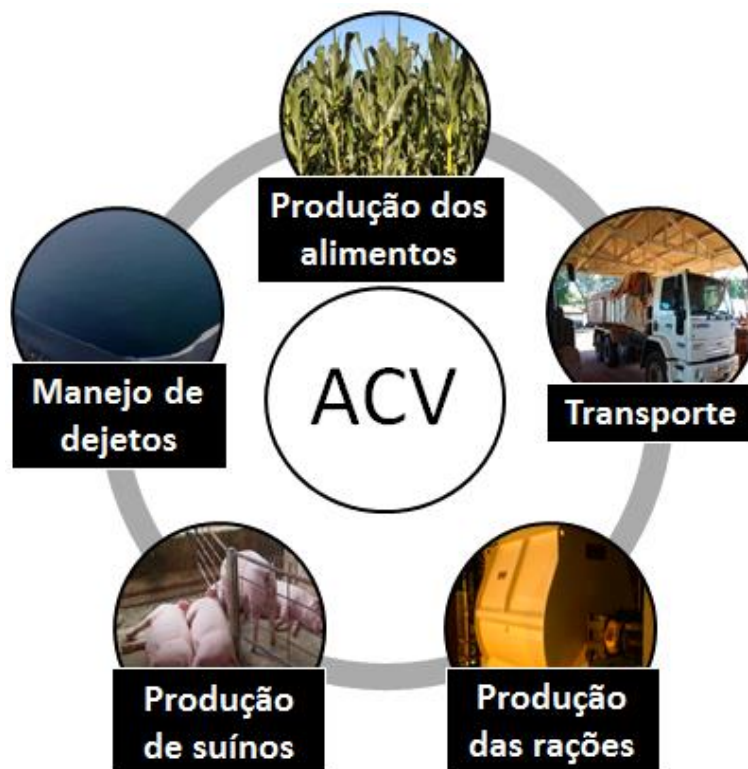 Produção dos
alimentos
Transporte
Produção
das rações
Produção
de suínos
Manejo de
dejetos
ACV